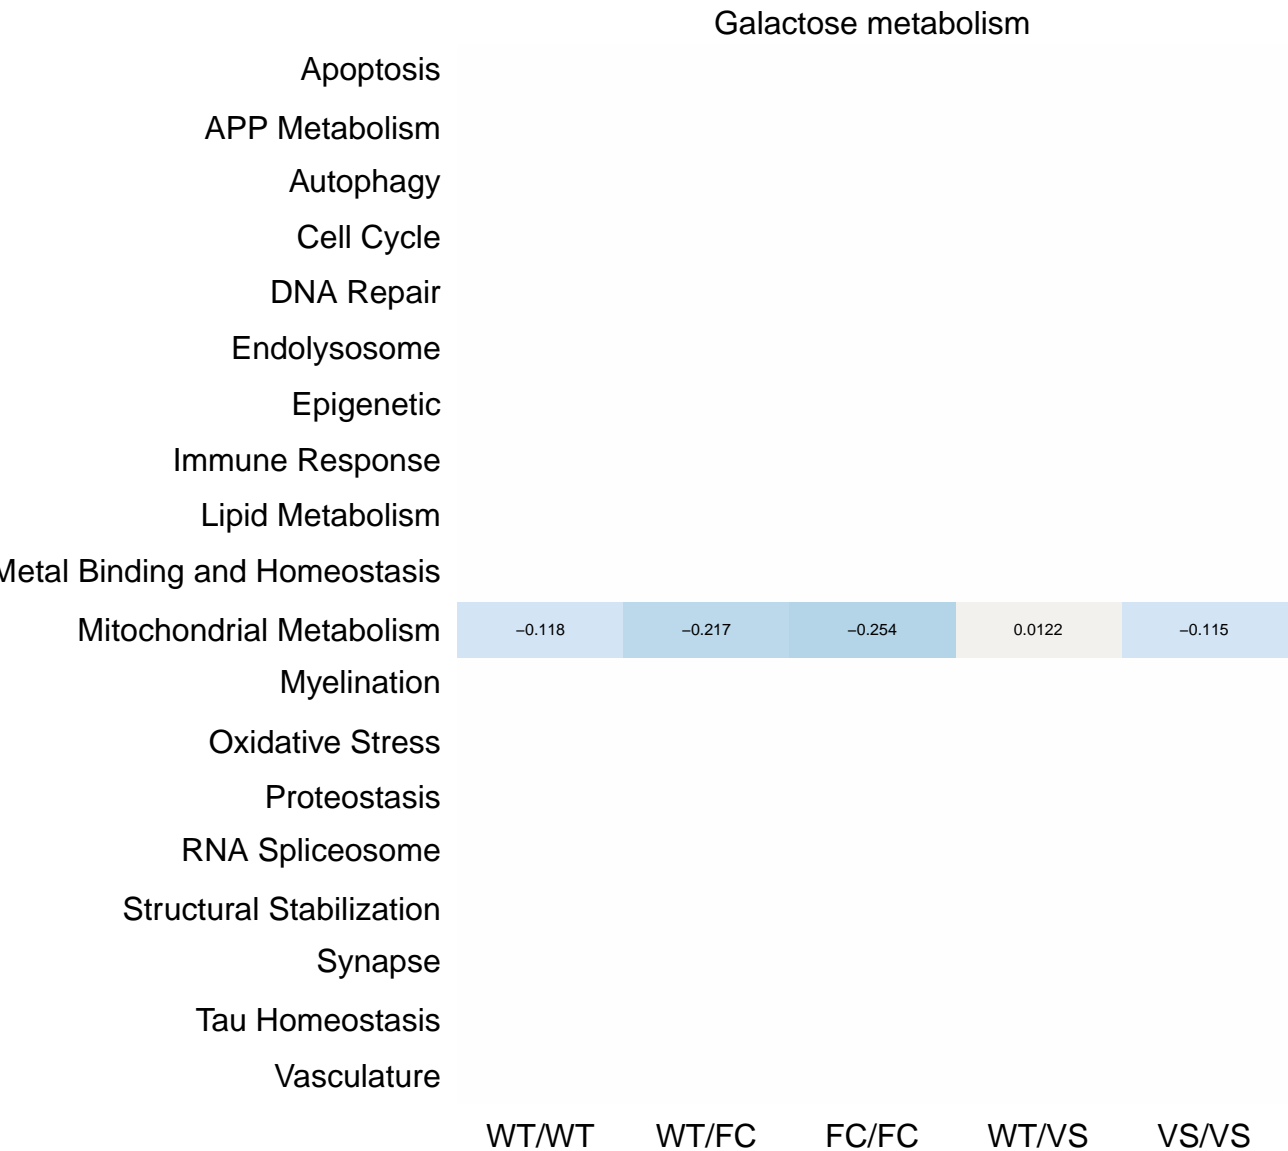 Galactose metabolism
Apoptosis
APP Metabolism
Autophagy
Cell Cycle
DNA Repair
Endolysosome
Epigenetic
Immune Response
Lipid Metabolism
Metal Binding and Homeostasis
Mitochondrial Metabolism −0.118 −0.217 −0.254 0.0122 −0.115
Myelination
Oxidative Stress
Proteostasis
RNA Spliceosome
Structural Stabilization
Synapse
Tau Homeostasis
Vasculature
WT/WT WT/FC FC/FC WT/VS VS/VS